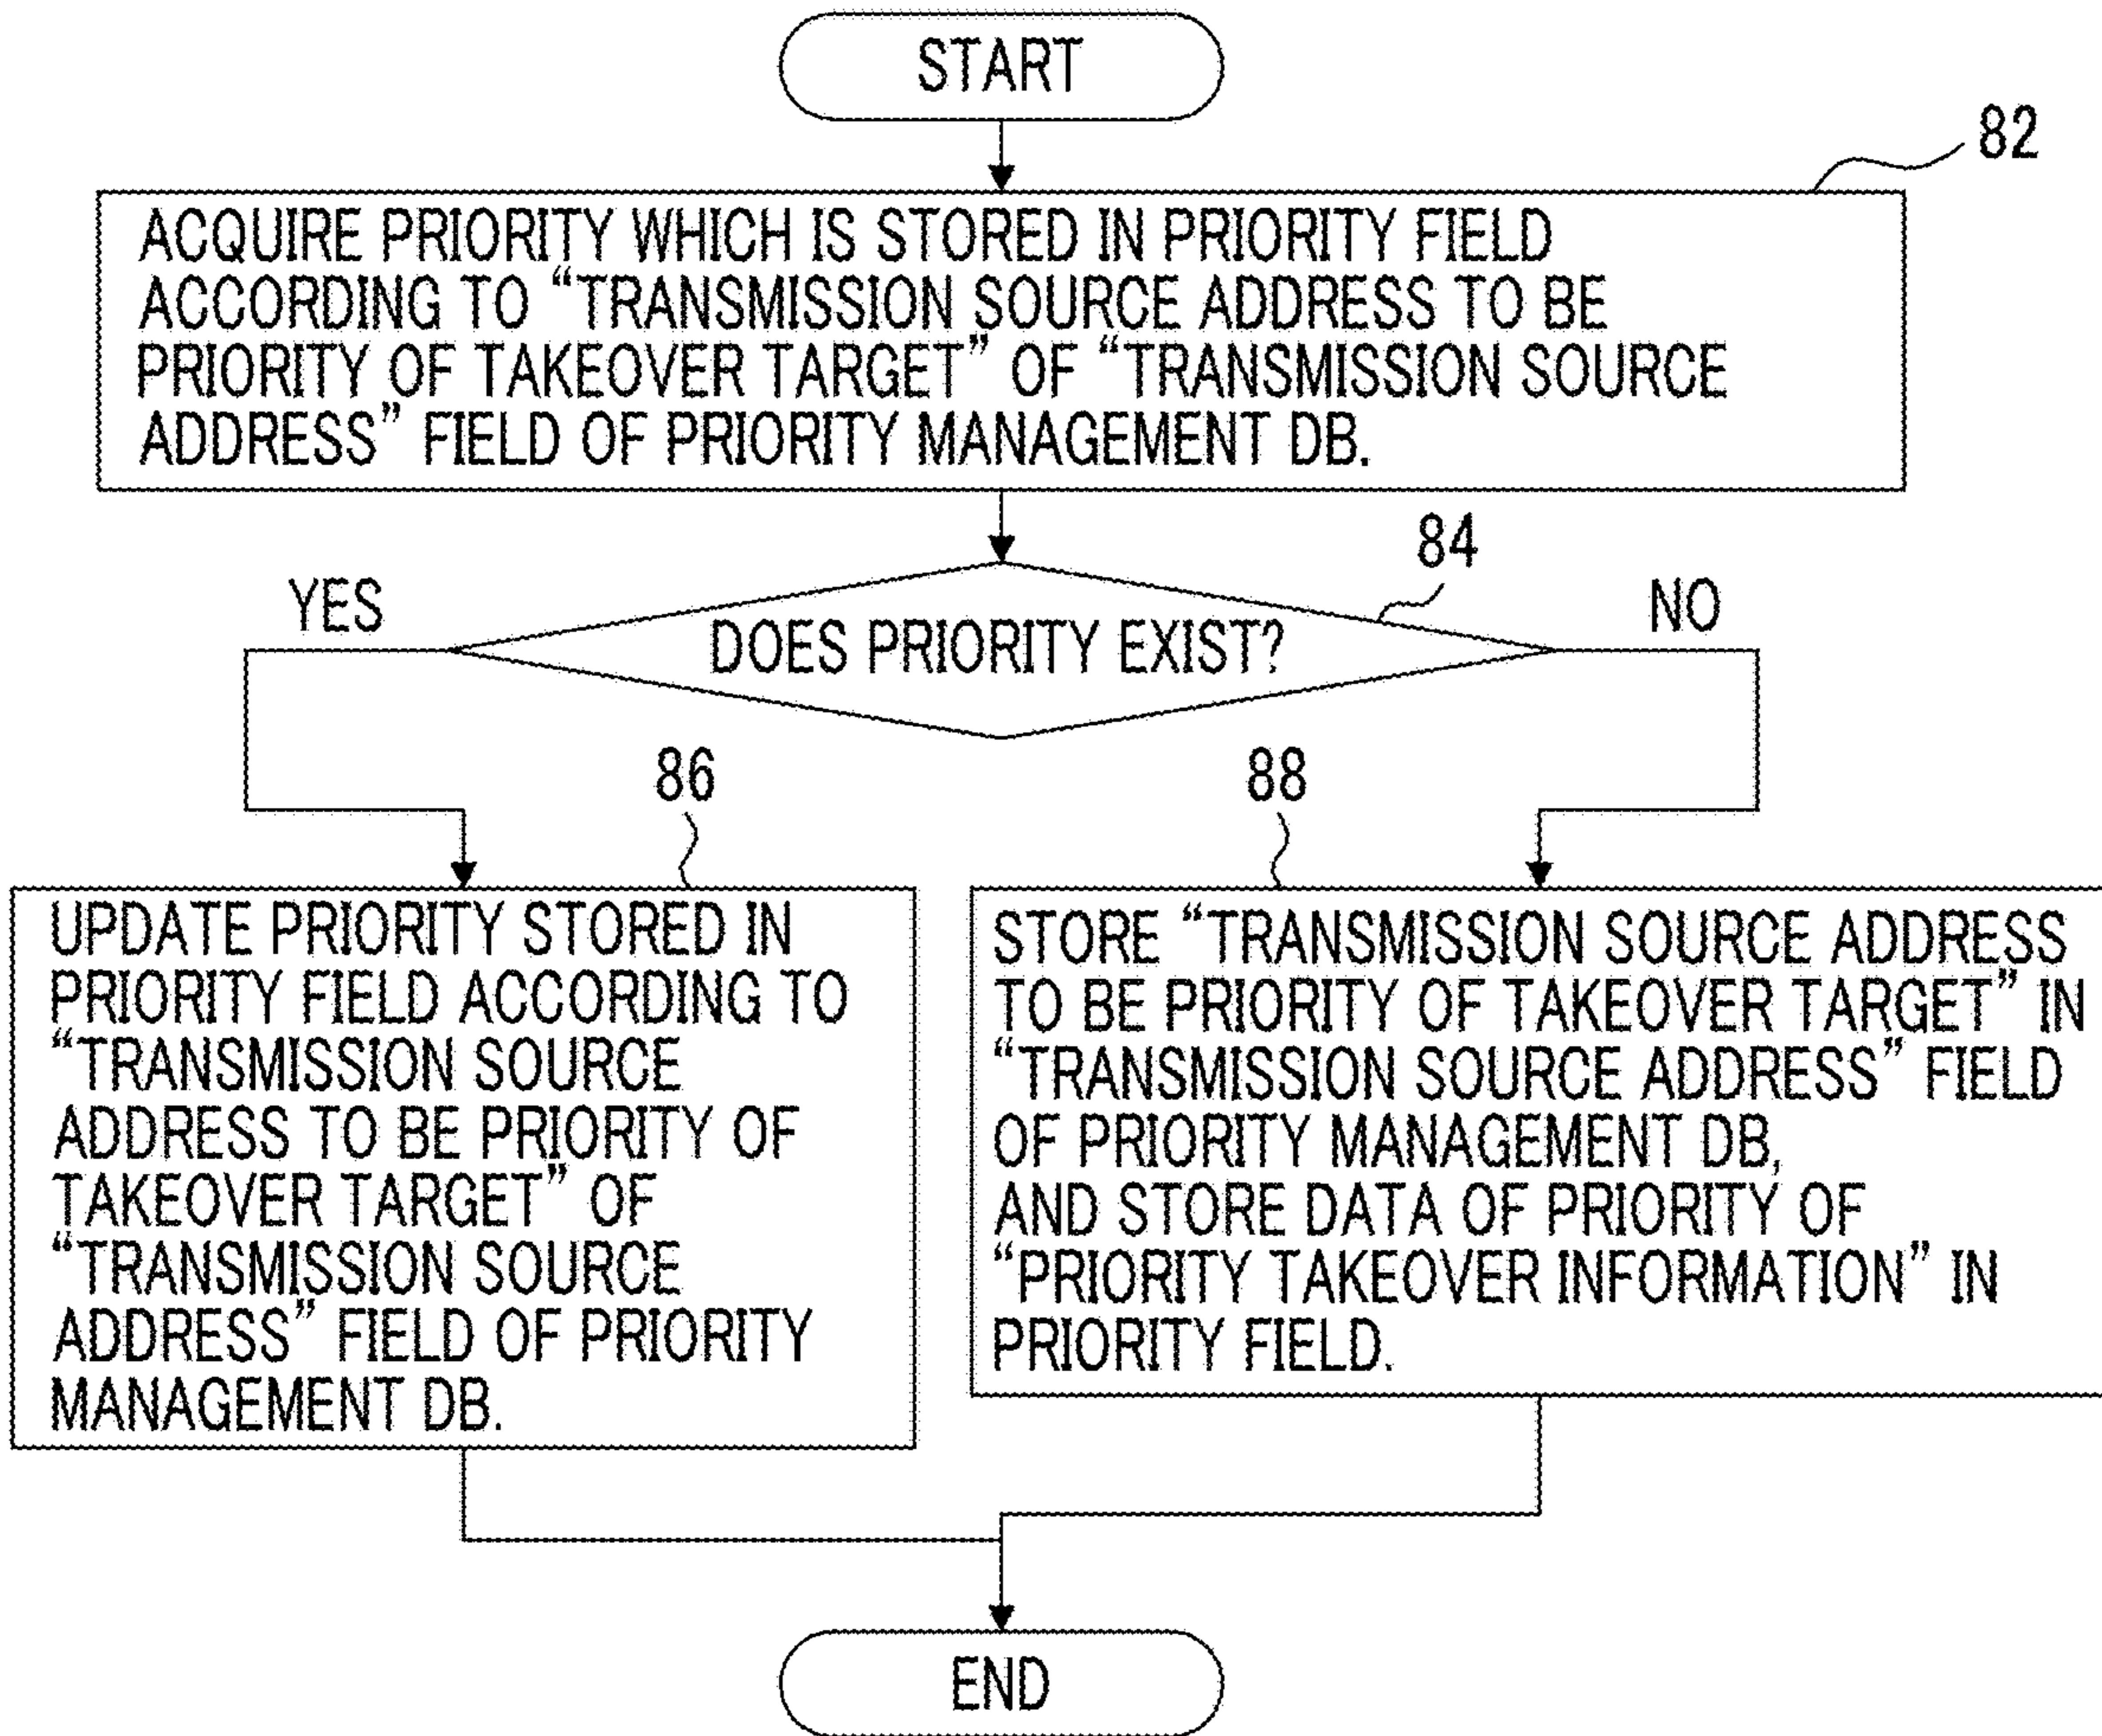 START
82
ACQUIRE PRIORITY WHICH IS STORED IN PRIORITY FIELD
ACCORDING TO “TRANSMISSION SOURCE ADDRESS TO BE
PRIORITY OF TAKEOVER TARGET” OF “TRANSMISSION SOURCE
ADDRESS” FIELD OF PRIORITY MANAGEMENT DB.
84
YES
DOES PRIORITY EXIST?
NO
86
UPDATE PRIORITY STORED IN
PRIORITY FIELD ACCORDING TO
“TRANSMISSION SOURCE
ADDRESS TO BE PRIORITY OF
TAKEOVER TARGET” OF
“TRANSMISSION SOURCE
ADDRESS” FIELD OF PRIORITY
MANAGEMENT DB.
88
STORE “TRANSMISSION SOURCE ADDRESS
TO BE PRIORITY OF TAKEOVER TARGET” IN
“TRANSMISSION SOURCE ADDRESS” FIELD
OF PRIORITY MANAGEMENT DB,
AND STORE DATA OF PRIORITY OF
“PRIORITY TAKEOVER INFORMATION” IN
PRIORITY FIELD.
END